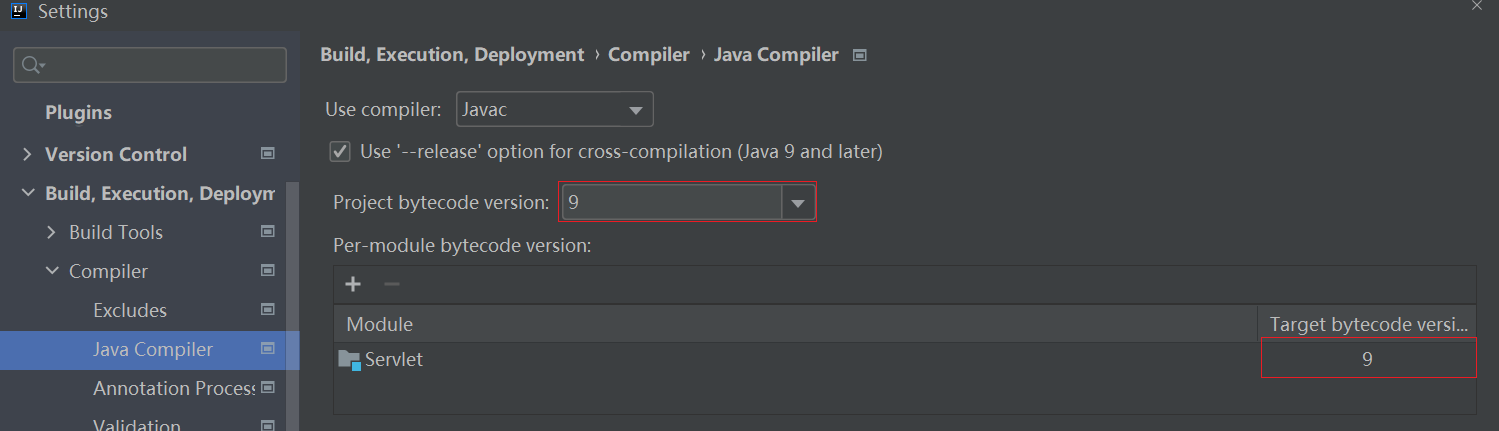 Settings
Plugins
Version Control
Build, Execution, Deploym
Build Tools
Compiler
Excludes
Java Compiler
Annotation Process
Validation
Build, Execution, Deployment › Compiler › Java Compiler
Use compiler: Javac
Use '--release' option for cross-compilation (Java 9 and later)
Project bytecode version: 9
Per-module bytecode version:
Module Target bytecode versi...
Servlet 9